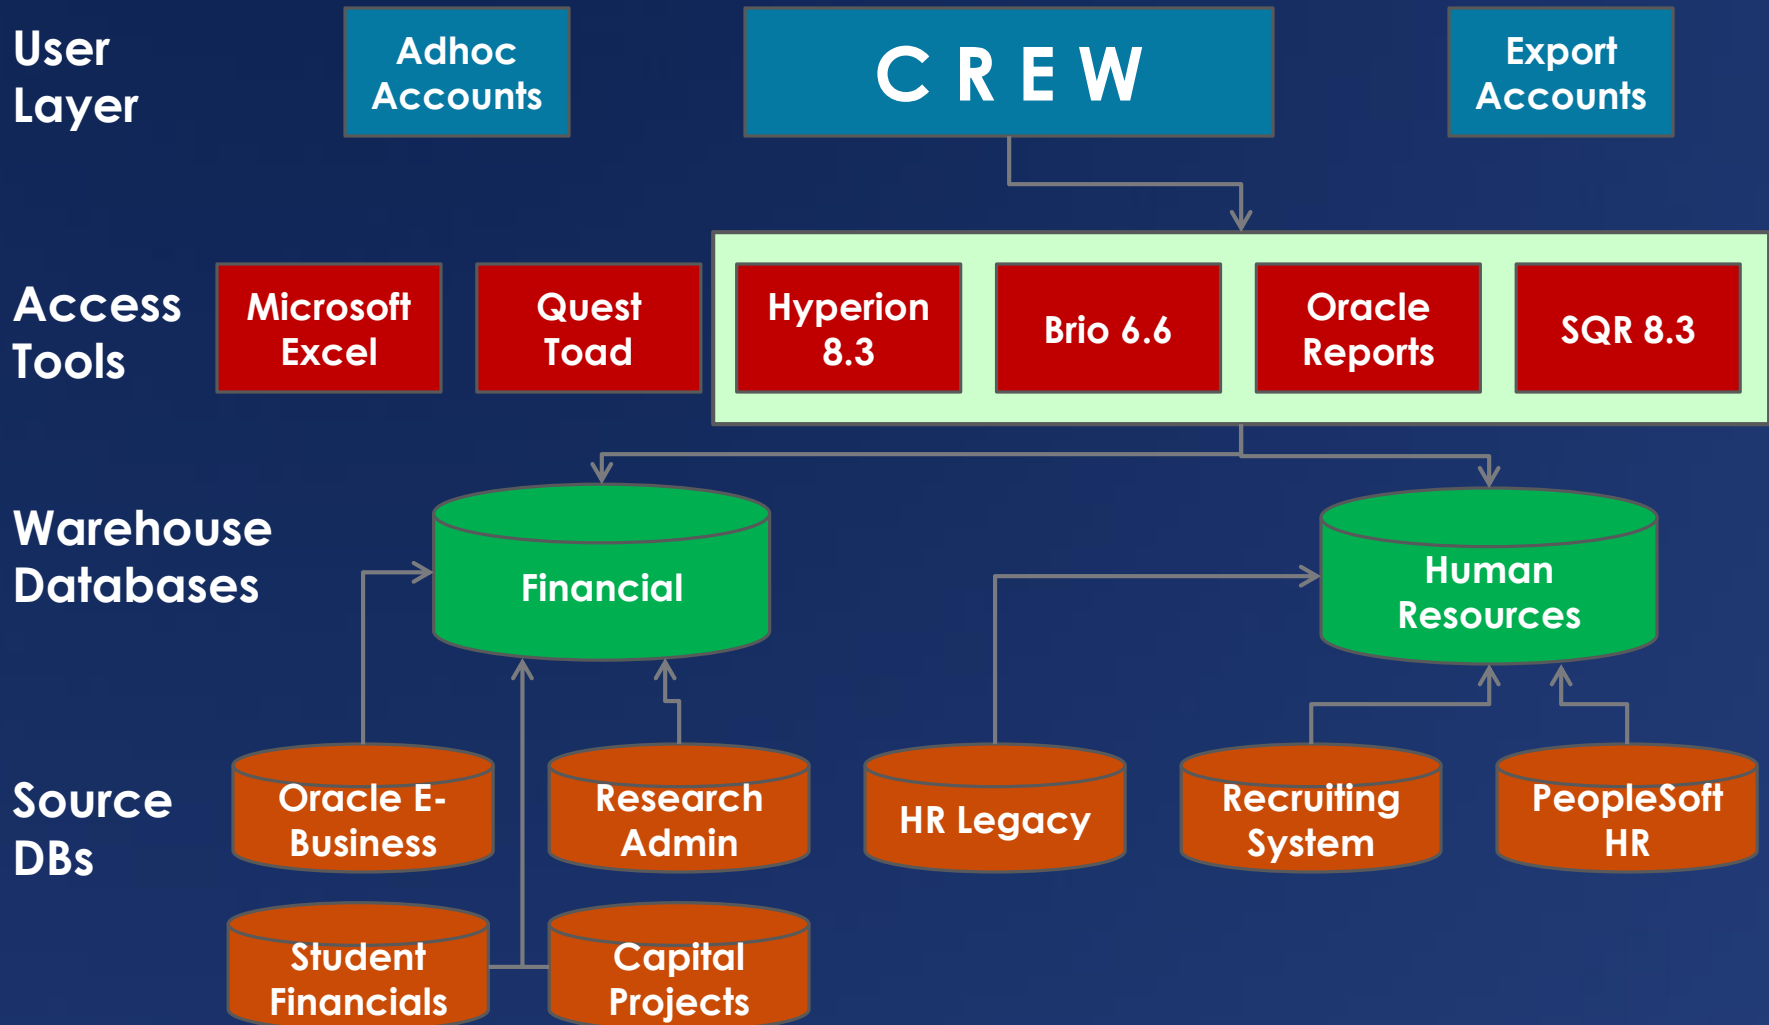 User
Layer
Adhoc
Accounts
C R E W
Export
Accounts
Access
Tools
Microsoft
Excel
Quest
Toad
Hyperion
8.3
Brio 6.6
Oracle
Reports
SQR 8.3
Warehouse
Databases
Financial
Human
Resources
Source
DBs
Oracle E-
Business
Research
Admin
HR Legacy
Recruiting
System
PeopleSoft
HR
Student
Financials
Capital
Projects